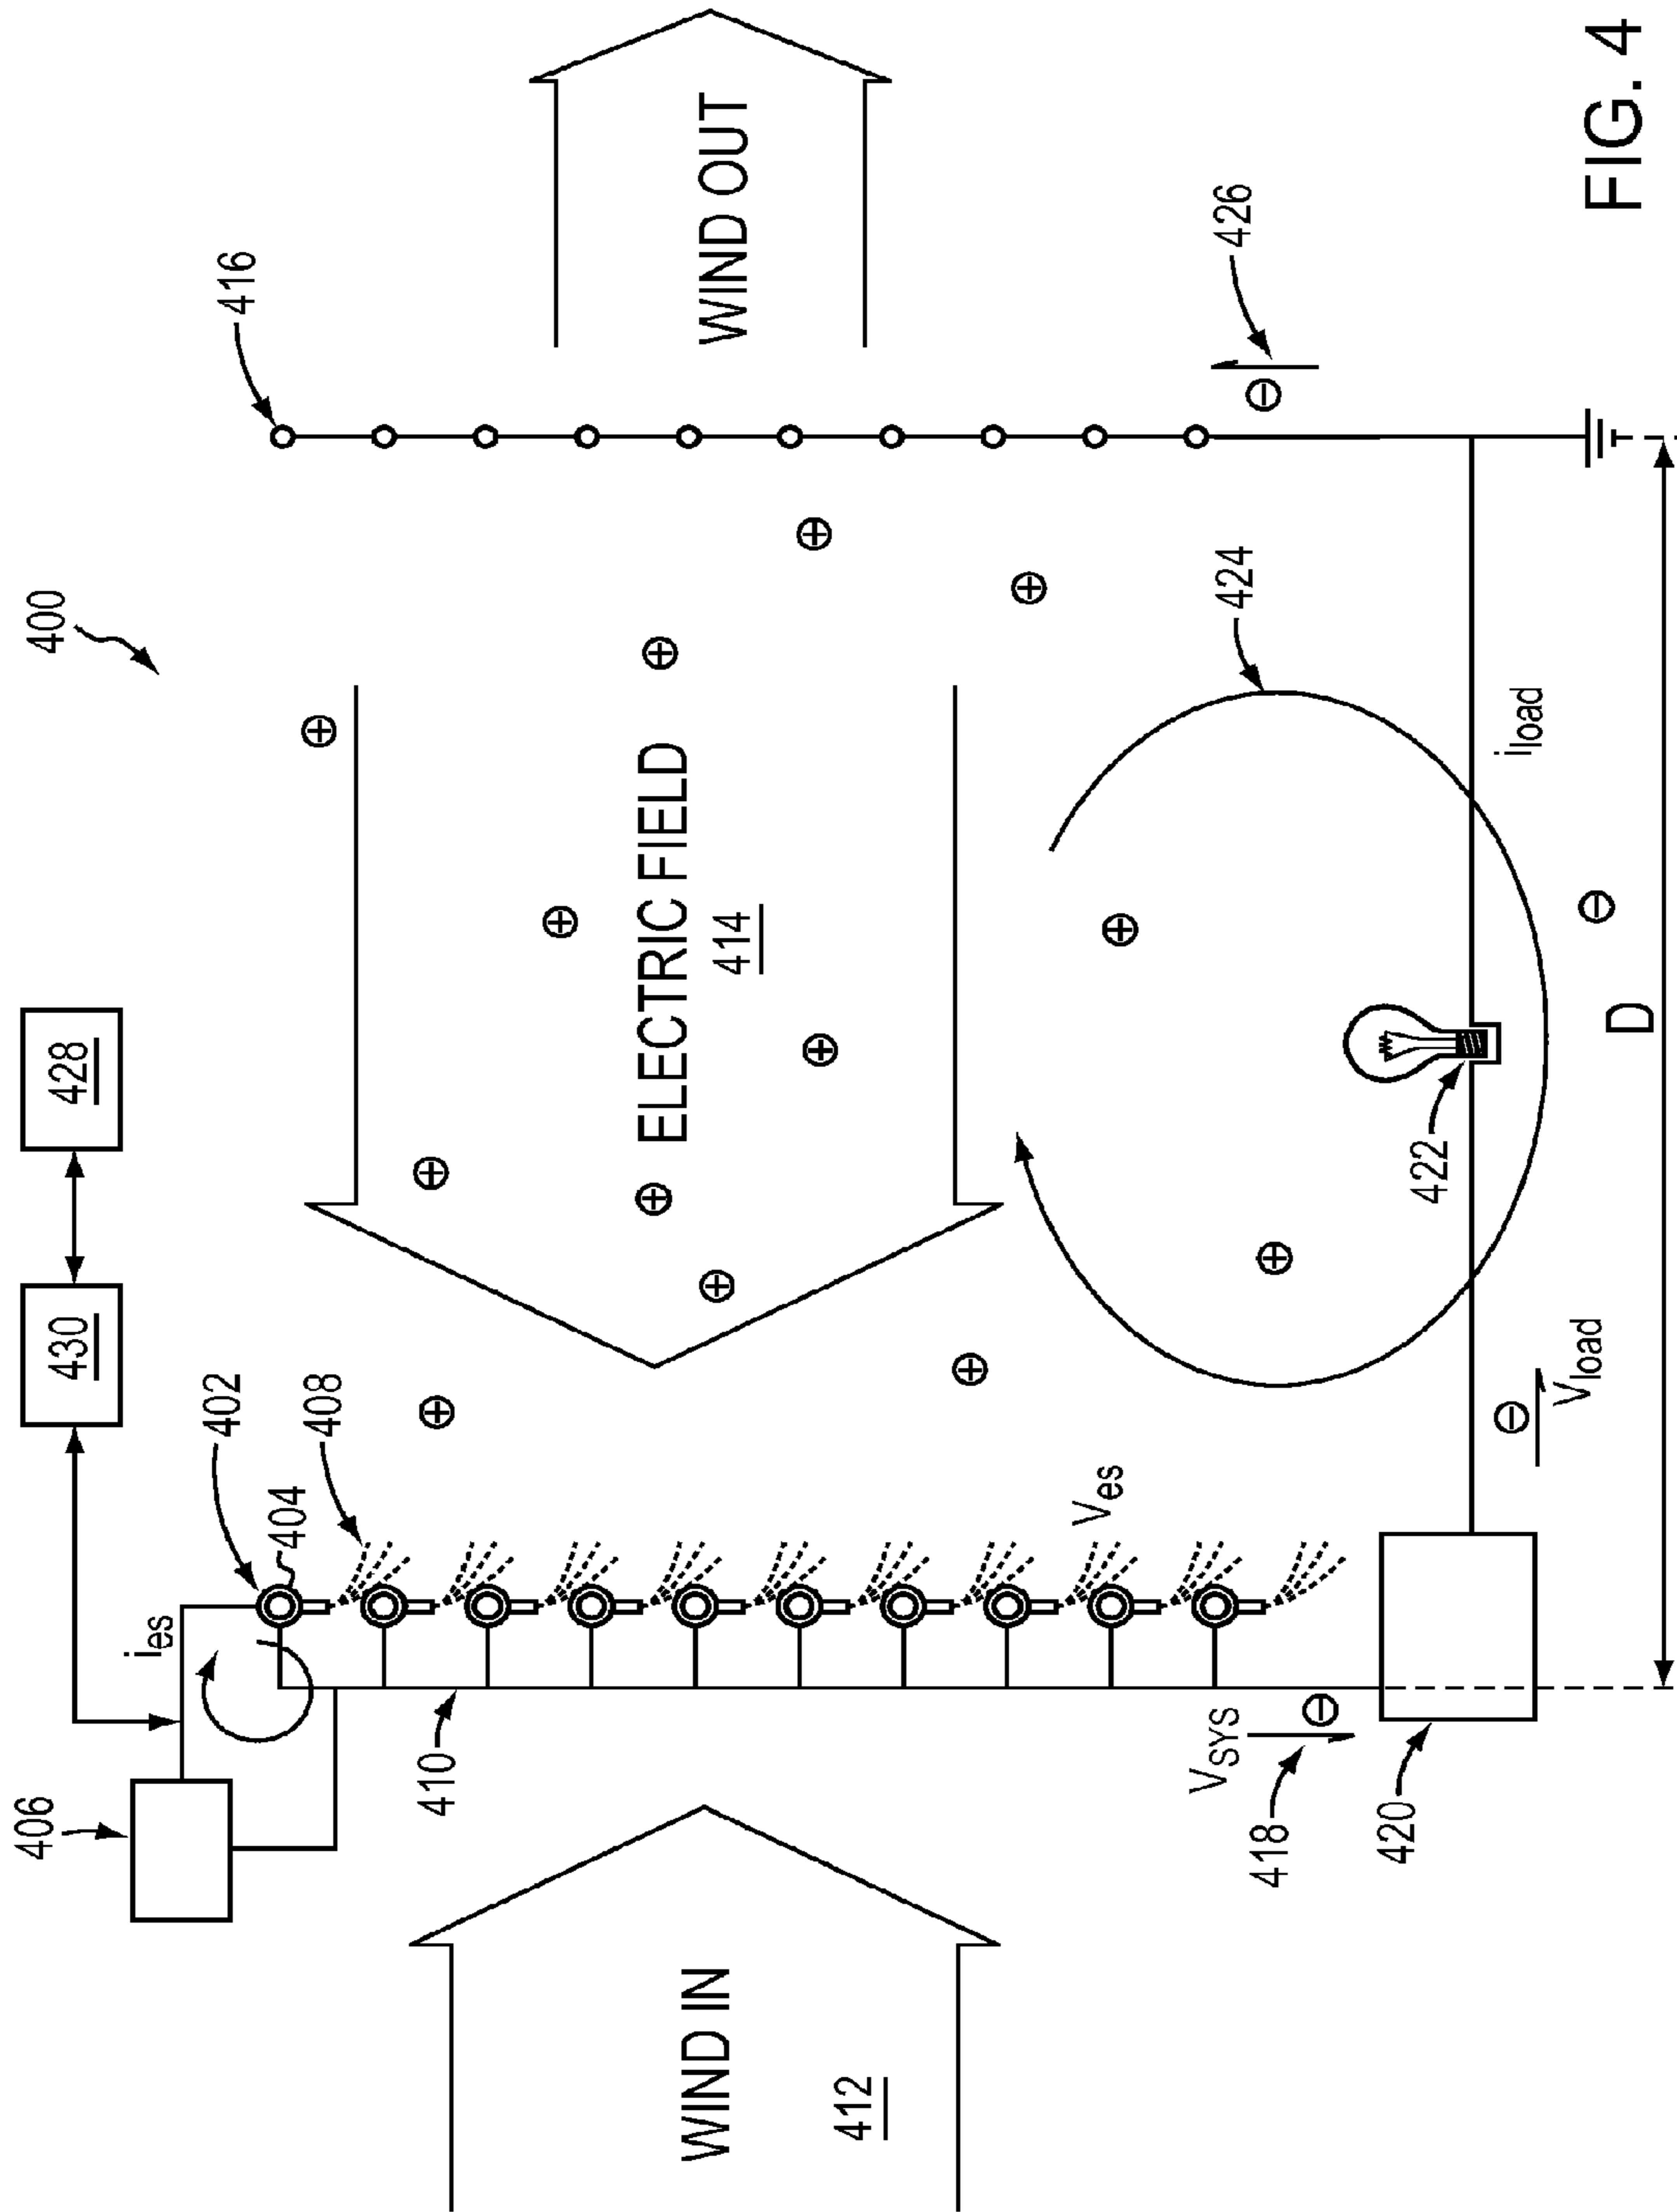 400
428
430
406
i_es
402
404
408
416
410
WIND IN
412
ELECTRIC FIELD
414
WIND OUT
V_es
V_SYS
418
420
422
424
426
V_load
i_load
D
FIG. 4